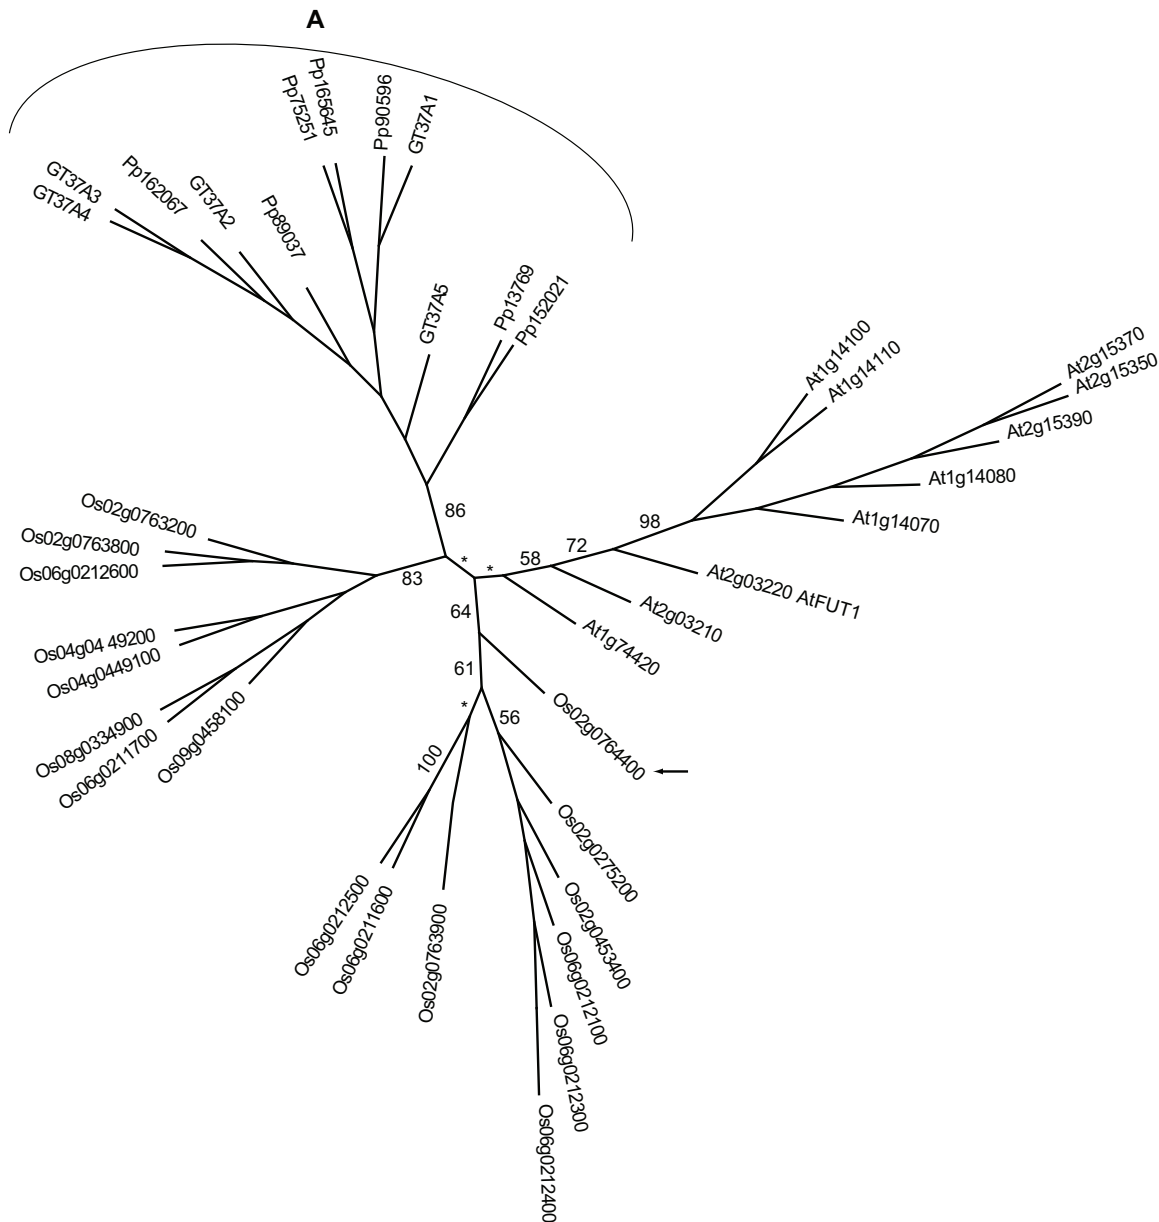 A
Pp165645
Pp75251
Pp90596
GT37A1
GT37A3
GT37A4
Pp162067
GT37A2
Pp89037
GT37A5
Pp13769
Pp152021
At1g14100
At1g14110
At2g15370
At2g15350
At2g15390
At1g14080
At1g14070
98
72
58
*
*
86
83
At2g03220 AtFUT1
At2g03210
At1g74420
Os02g0763200
Os02g0763800
Os06g0212600
Os04g04 49200
Os04g0449100
Os08g0334900
Os06g0211700
Os09g0458100
64
61
*
56
100
Os02g0764400
Os02g0275200
Os02g0453400
Os06g0212100
Os06g0212300
Os06g0212400
Os06g0212500
Os06g0211600
Os02g0763900